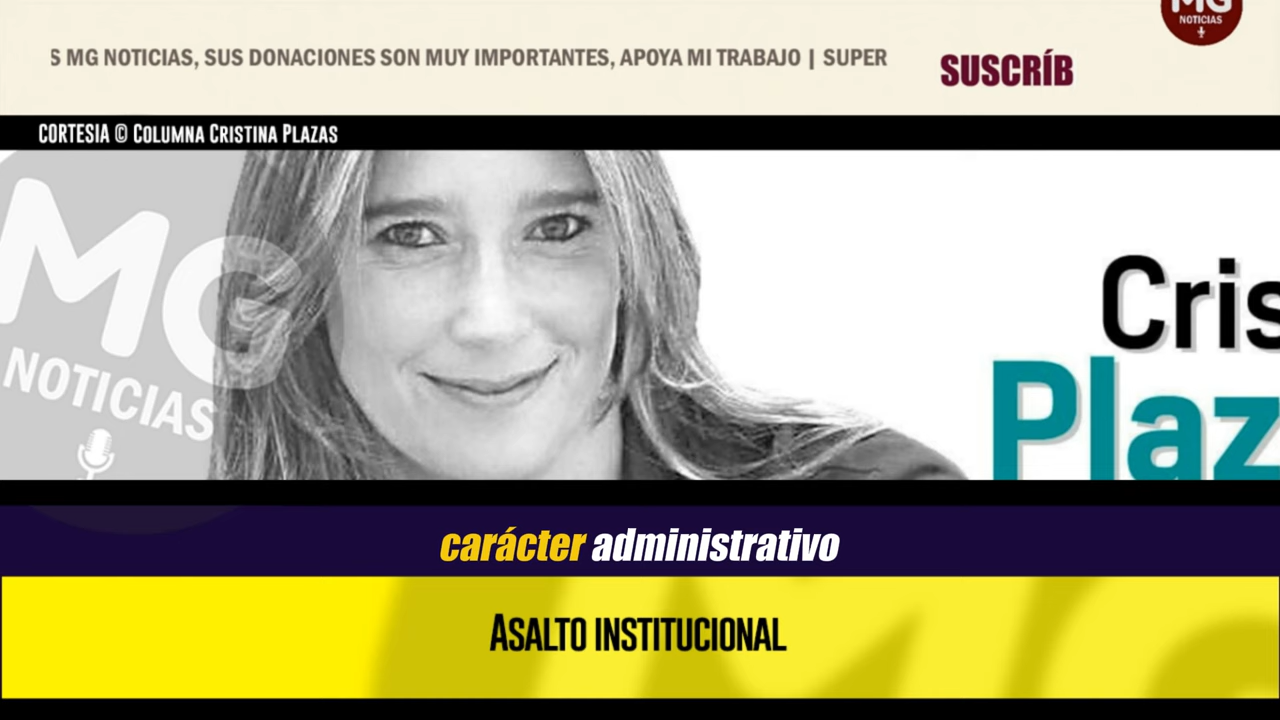 MG
NOTICIAS
S MG NOTICIAS, SUS DONACIONES SON MUY IMPORTANTES, APOYA MI TRABAJO | SUPER
SUSCRÍB
CORTESIA © COLUMNA CRISTINA PLAZAS
MG
NOTICIAS
Cris
Plaz
carácter administrativo
ASALTO INSTITUCIONAL